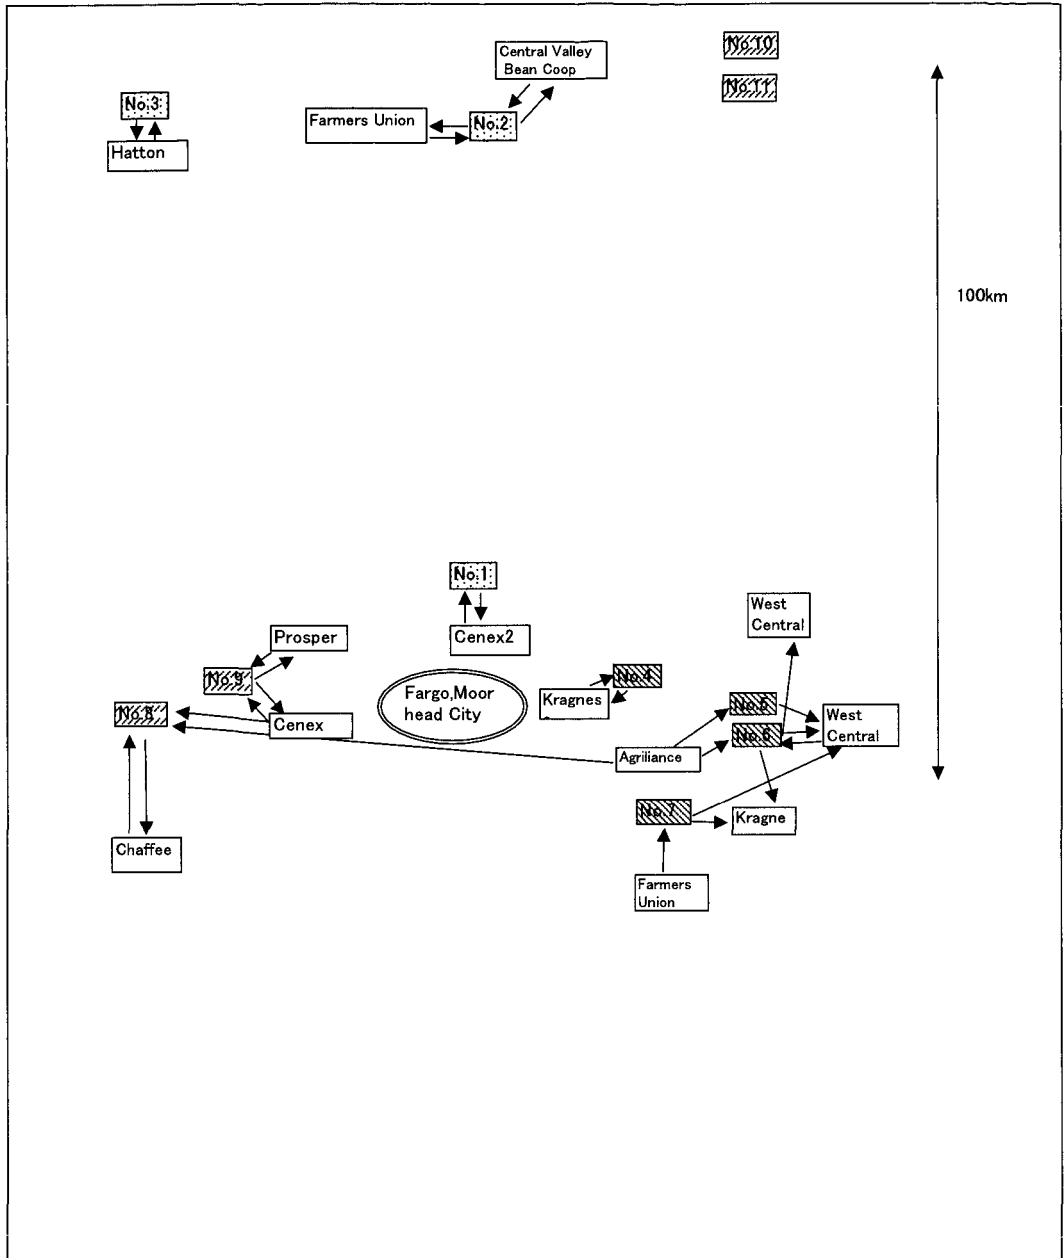 No.10
Central Valley
Bean Coop
No.11
No.3
Farmers Union
No.2
Hatton
100km
No.1
West
Central
Cenex2
Prosper
No.9
No.4
Kragnes
Fargo,Moor
head City
No.5
No.8
Cenex
No.6
West
Central
Agriliance
No.7
Kragne
Chaffee
Farmers
Union